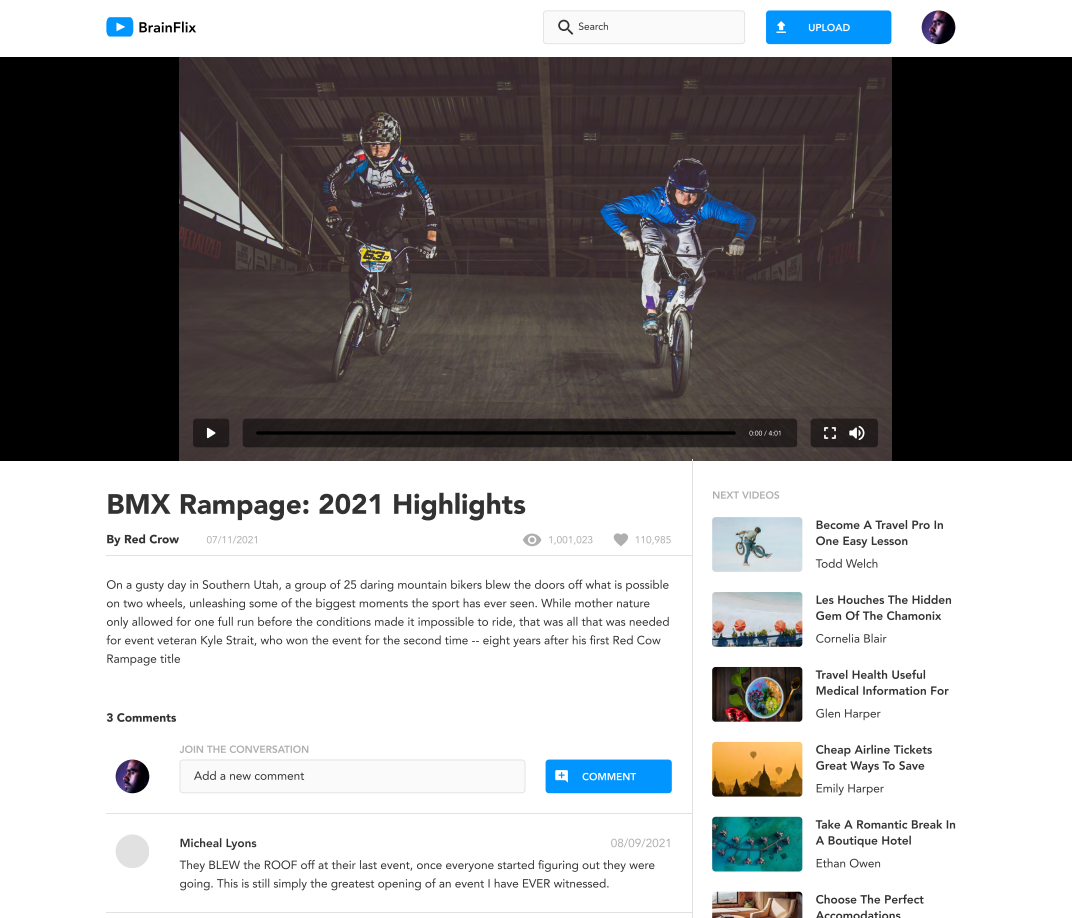 BrainFlix
Search
UPLOAD
SPECIALIZED
530
0:00 / 4:01
BMX Rampage: 2021 Highlights
By Red Crow
07/11/2021
1,001,023
110,985
On a gusty day in Southern Utah, a group of 25 daring mountain bikers blew the doors off what is possible
on two wheels, unleashing some of the biggest moments the sport has ever seen. While mother nature
only allowed for one full run before the conditions made it impossible to ride, that was all that was needed
for event veteran Kyle Strait, who won the event for the second time -- eight years after his first Red Cow
Rampage title
3 Comments
JOIN THE CONVERSATION
Add a new comment
COMMENT
Micheal Lyons
08/09/2021
They BLEW the ROOF off at their last event, once everyone started figuring out they were
going. This is still simply the greatest opening of an event I have EVER witnessed.
NEXT VIDEOS
Become A Travel Pro In
One Easy Lesson
Todd Welch
Les Houches The Hidden
Gem Of The Chamonix
Cornelia Blair
Travel Health Useful
Medical Information For
Glen Harper
Cheap Airline Tickets
Great Ways To Save
Emily Harper
Take A Romantic Break In
A Boutique Hotel
Ethan Owen
Choose The Perfect
Accomodations